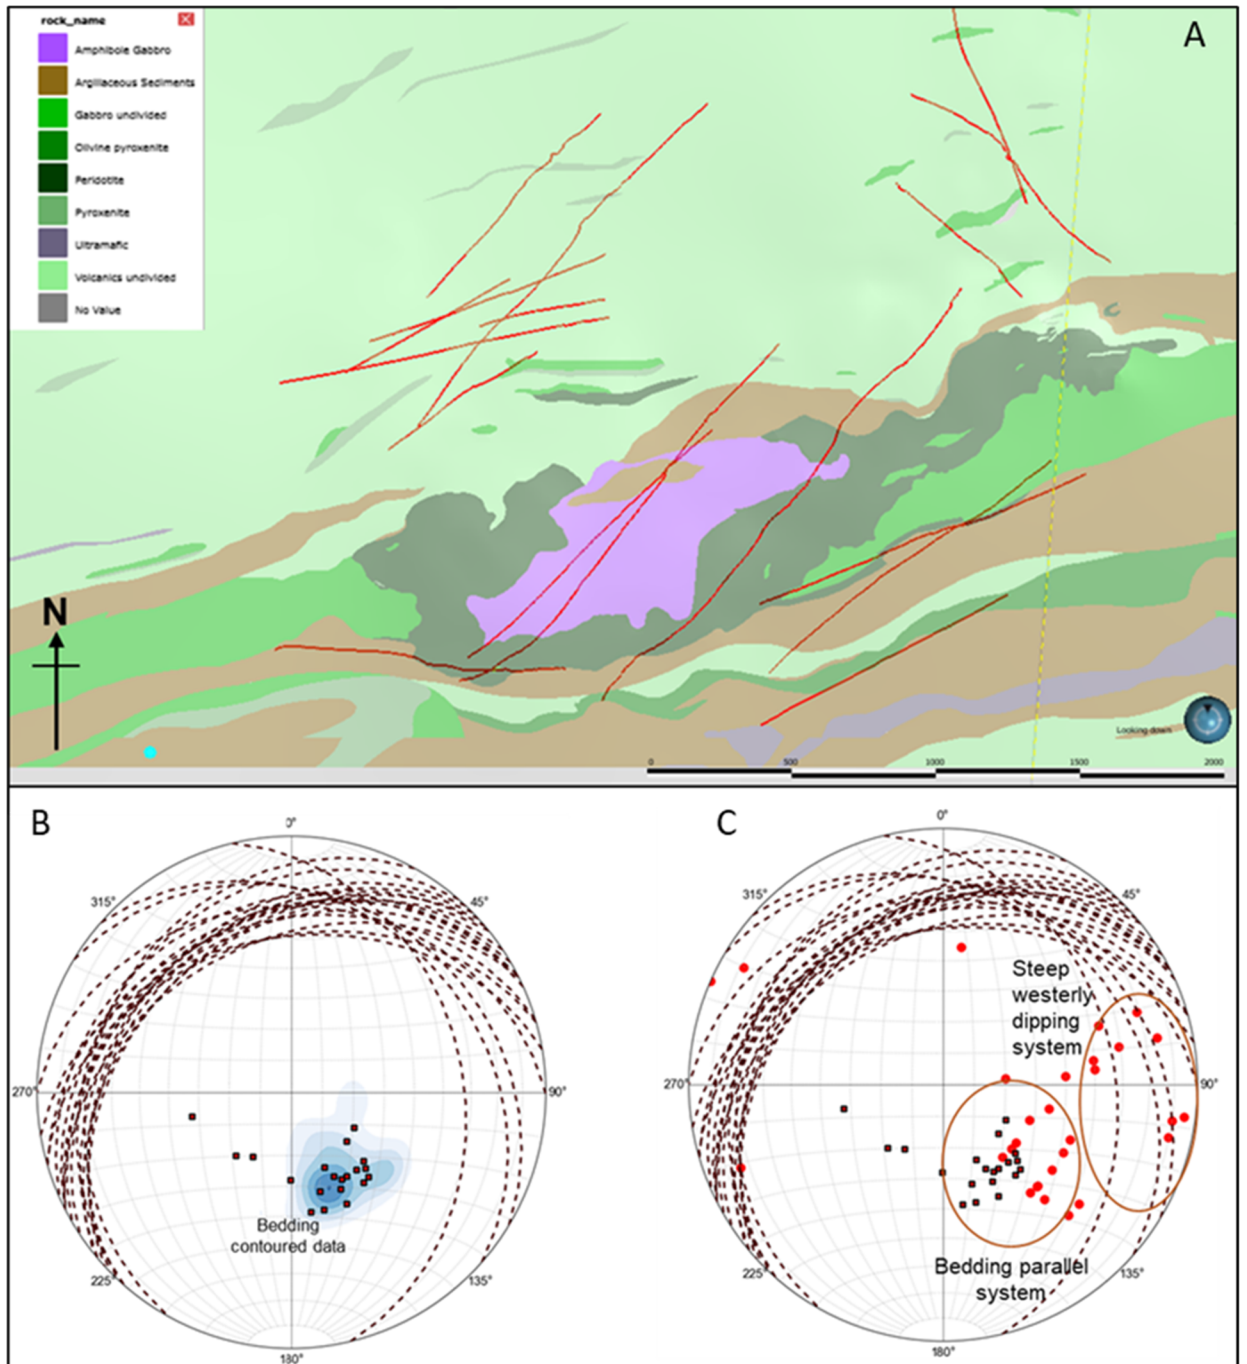 rock_name
A
Amphibole Gabbro
Argillaceous Sediments
Gabbro undivided
Olivine pyroxenite
Peridotite
Pyroxenite
Ultramafic
Volcanics undivided
No Value
N
Looking down
0 500 1000 1500 2000
B
0°
315°
45°
270°
90°
Bedding
contoured data
225°
135°
180°
C
0°
315°
45°
Steep
westerly
dipping
system
270°
90°
Bedding parallel
system
225°
135°
180°